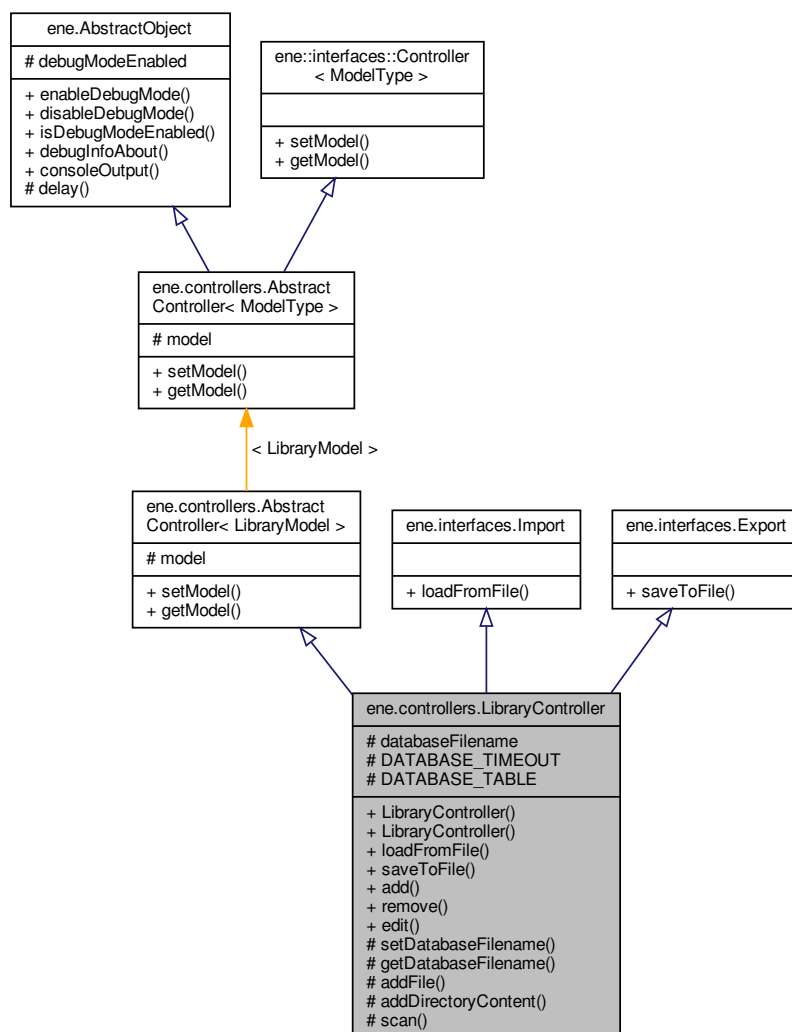 ene.AbstractObject
# debugModeEnabled
+ enableDebugMode()
+ disableDebugMode()
+ isDebugModeEnabled()
+ debugInfoAbout()
+ consoleOutput()
# delay()
ene::interfaces::Controller
< ModelType >
+ setModel()
+ getModel()
ene.controllers.Abstract
Controller< ModelType >
# model
+ setModel()
+ getModel()
< LibraryModel >
ene.controllers.Abstract
Controller< LibraryModel >
# model
+ setModel()
+ getModel()
ene.interfaces.Import
+ loadFromFile()
ene.interfaces.Export
+ saveToFile()
ene.controllers.LibraryController
# databaseFilename
# DATABASE_TIMEOUT
# DATABASE_TABLE
+ LibraryController()
+ LibraryController()
+ loadFromFile()
+ saveToFile()
+ add()
+ remove()
+ edit()
# setDatabaseFilename()
# getDatabaseFilename()
# addFile()
# addDirectoryContent()
# scan()